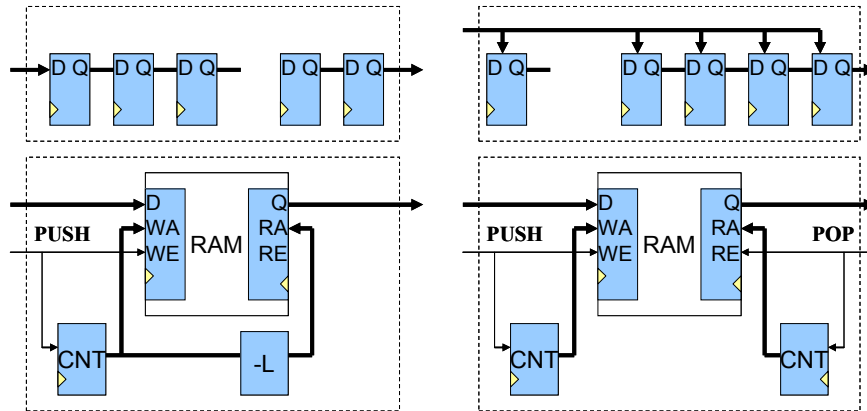 D Q D Q D Q D Q D Q
D Q D Q D Q D Q D Q
D Q
PUSH WA RAM RA
WE RE
CNT -L
D Q
PUSH WA RAM RA POP
WE RE
CNT CNT